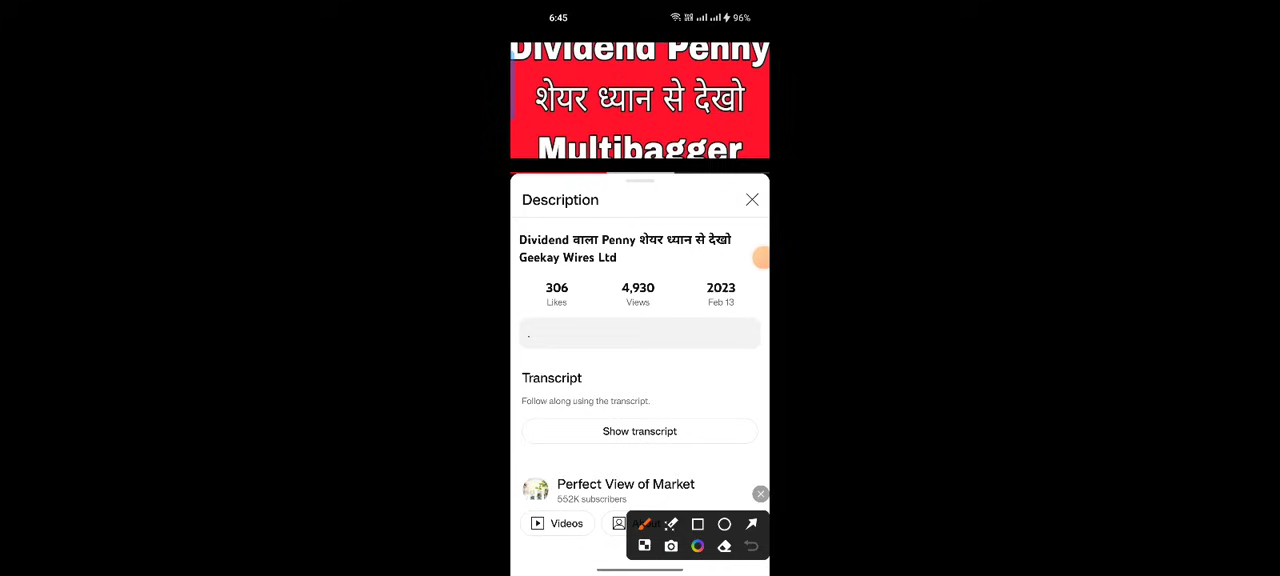 6:45
96%
Dividend Penny
शेयर ध्यान से देखो
Multibagger
Description
Dividend वाला Penny शेयर ध्यान से देखो
Geekay Wires Ltd
306
4,930
2023
Likes
Views
Feb 13
.
Transcript
Follow along using the transcript.
Show transcript
Perfect View of Market
552K subscribers
Videos